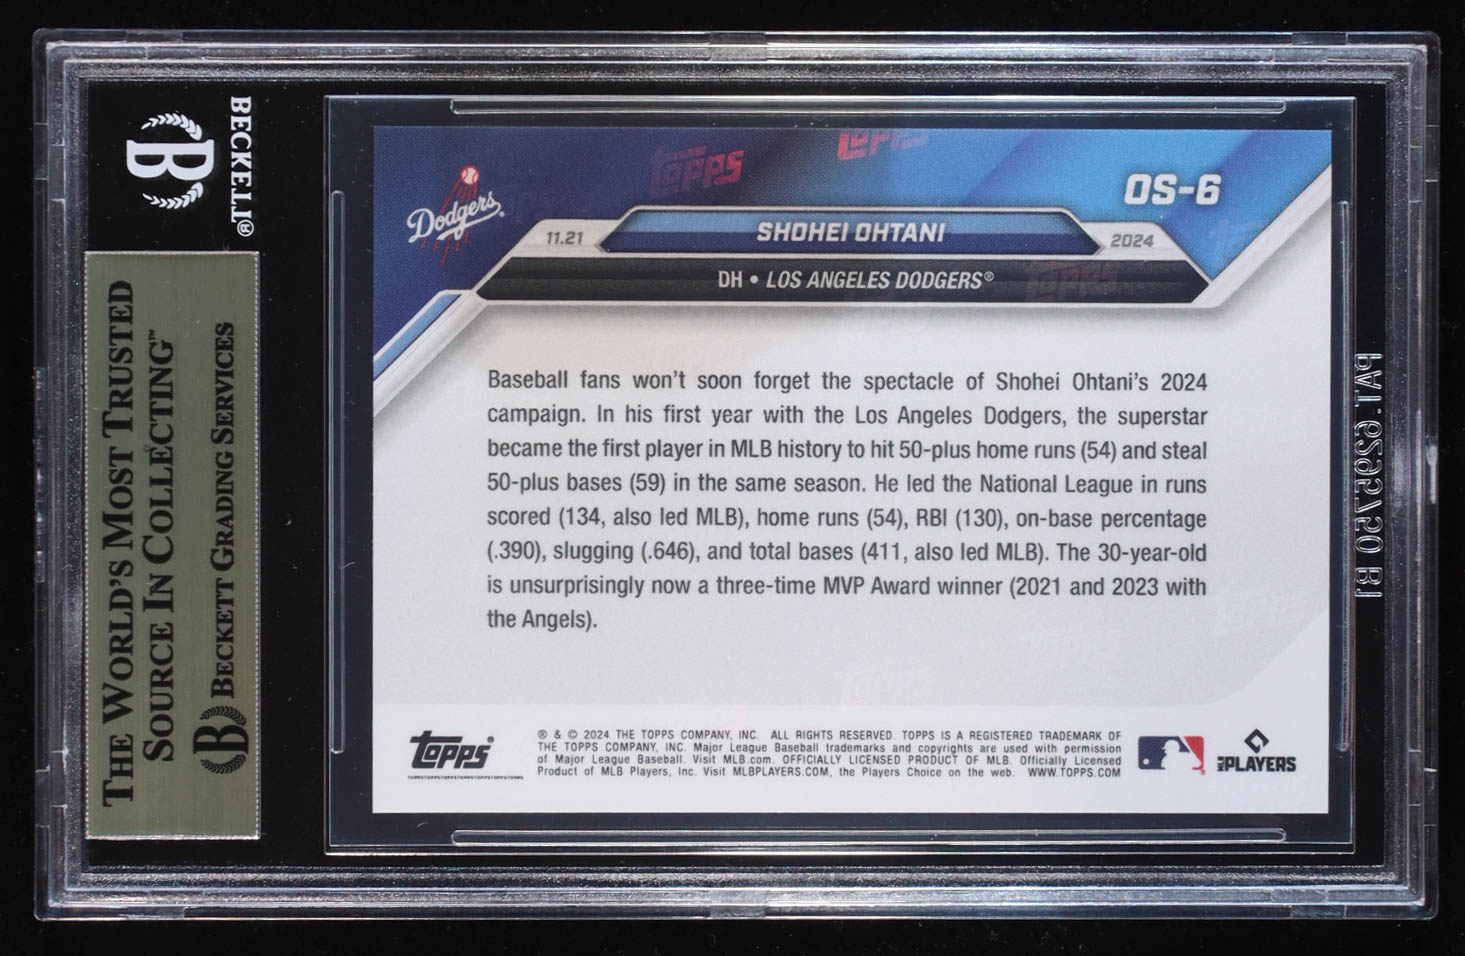 BECKETT®
B
THE WORLD'S MOST TRUSTED
SOURCE IN COLLECTING™
B BECKETT GRADING SERVICES
Dodgers
TOPPS
TOPPS
OS-6
11.21
SHOHEI OHTANI
2024
DH • LOS ANGELES DODGERS®
Baseball fans won't soon forget the spectacle of Shohei Ohtani's 2024
campaign. In his first year with the Los Angeles Dodgers, the superstar
became the first player in MLB history to hit 50-plus home runs (54) and steal
50-plus bases (59) in the same season. He led the National League in runs
scored (134, also led MLB), home runs (54), RBI (130), on-base percentage
(.390), slugging (.646), and total bases (411, also led MLB). The 30-year-old
is unsurprisingly now a three-time MVP Award winner (2021 and 2023 with
the Angels).
Topps®
® & © 2024 THE TOPPS COMPANY, INC. ALL RIGHTS RESERVED. TOPPS IS A REGISTERED TRADEMARK OF
THE TOPPS COMPANY, INC. Major League Baseball trademarks and copyrights are used with permission
of Major League Baseball. Visit MLB.com. OFFICIALLY LICENSED PRODUCT OF MLB. Officially Licensed
Product of MLB Players, Inc. Visit MLBPLAYERS.COM, the Players Choice on the web. WWW.TOPPS.COM
MLB PLAYERS
PAT. 6295750 B1